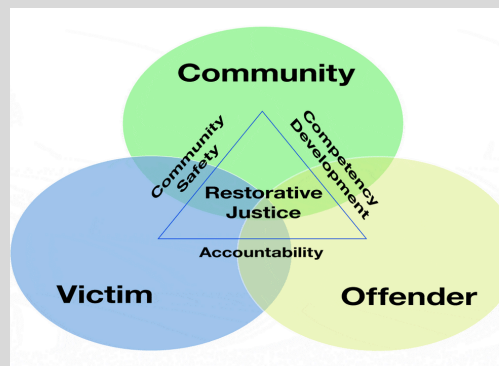 Community
Community
Safety
Competency
Development
Restorative
Justice
Accountability
Victim
Offender